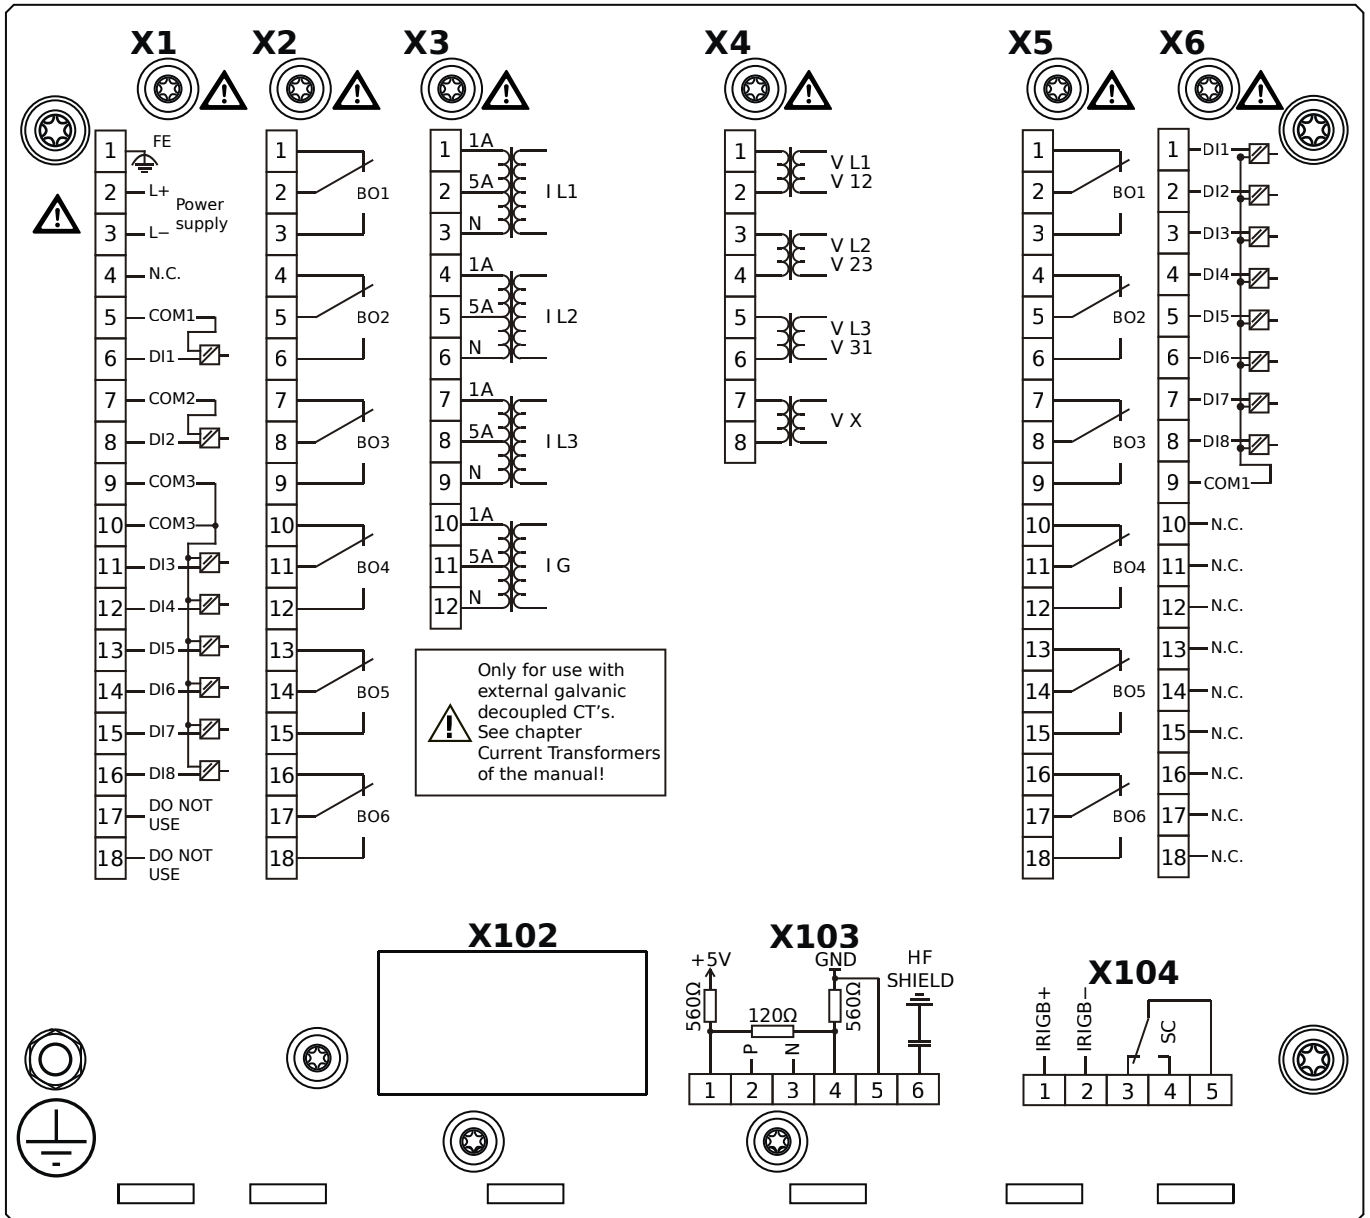 X1
X2
X3
X4
X5
X6
1 FE
2 L+
Power
supply
3 L−
4 N.C.
5 COM1
6 DI1
7 COM2
8 DI2
9 COM3
10 COM3
11 DI3
12 DI4
13 DI5
14 DI6
15 DI7
16 DI8
17 DO NOT
USE
18 DO NOT
USE
1
2 BO1
3
4
5 BO2
6
7
8 BO3
9
10
11 BO4
12
13
14 BO5
15
16
17 BO6
18
1 1A
2 5A I L1
3 N
4 1A
5 5A I L2
6 N
7 1A
8 5A I L3
9 N
10 1A
11 5A I G
12 N
Only for use with
external galvanic
decoupled CT's.
See chapter
Current Transformers
of the manual!
1
2
V L1
V 12
3
4
V L2
V 23
5
6
V L3
V 31
7
8
V X
1
2 BO1
3
4
5 BO2
6
7
8 BO3
9
10
11 BO4
12
13
14 BO5
15
16
17 BO6
18
1 DI1
2 DI2
3 DI3
4 DI4
5 DI5
6 DI6
7 DI7
8 DI8
9 COM1
10 N.C.
11 N.C.
12 N.C.
13 N.C.
14 N.C.
15 N.C.
16 N.C.
17 N.C.
18 N.C.
X102
X103
+5V
GND
HF
SHIELD
560Ω
120Ω
560Ω
P
N
1 2 3 4 5 6
X104
IRIGB+
IRIGB−
SC
1 2 3 4 5